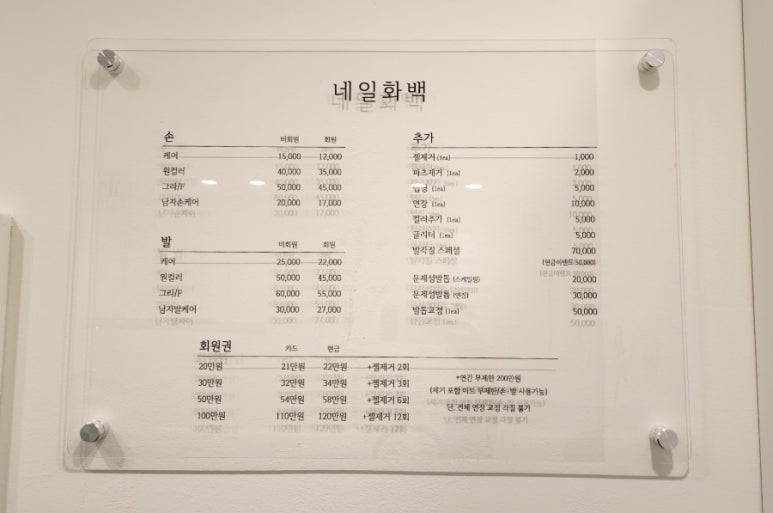 네일화백
손 비회원 회원
케어 15,000 12,000
원컬러 40,000 35,000
그라/F 50,000 45,000
남자손케어 20,000 17,000
발 비회원 회원
케어 25,000 22,000
원컬러 50,000 45,000
그라/F 60,000 55,000
남자발케어 30,000 27,000
추가
젤제거 (1ea) 1,000
파츠제거 (1ea) 2,000
(1ea) 5,000
연장 (1ea) 10,000
컬러추가 (1ea) 5,000
글리터 (1ea) 5,000
발각질 스페셜 70,000
(현금이벤트 50,000)
문제성발톱 (스케일링) 20,000
문제성발톱 (연장) 30,000
발톱교정 (1ea) 50,000
회원권 카드 현금
20만원 21만원 22만원 +젤제거 2회
30만원 32만원 34만원 +젤제거 3회
50만원 54만원 58만원 +젤제거 6회
100만원 110만원 120만원 +젤제거 12회
*연간 무제한 200만원
(제거 포함 아트 무제한/손·발 사용가능)
단, 전체 연장 교정 각질 불가